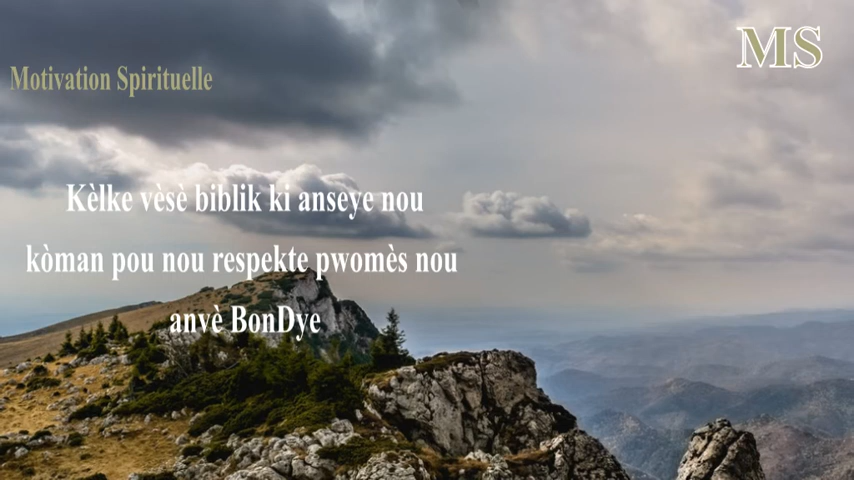 MS
Motivation Spirituelle
Kèlke vèsè biblik ki anseye nou
kòman pou nou respekte pwomès nou
anvè BonDye